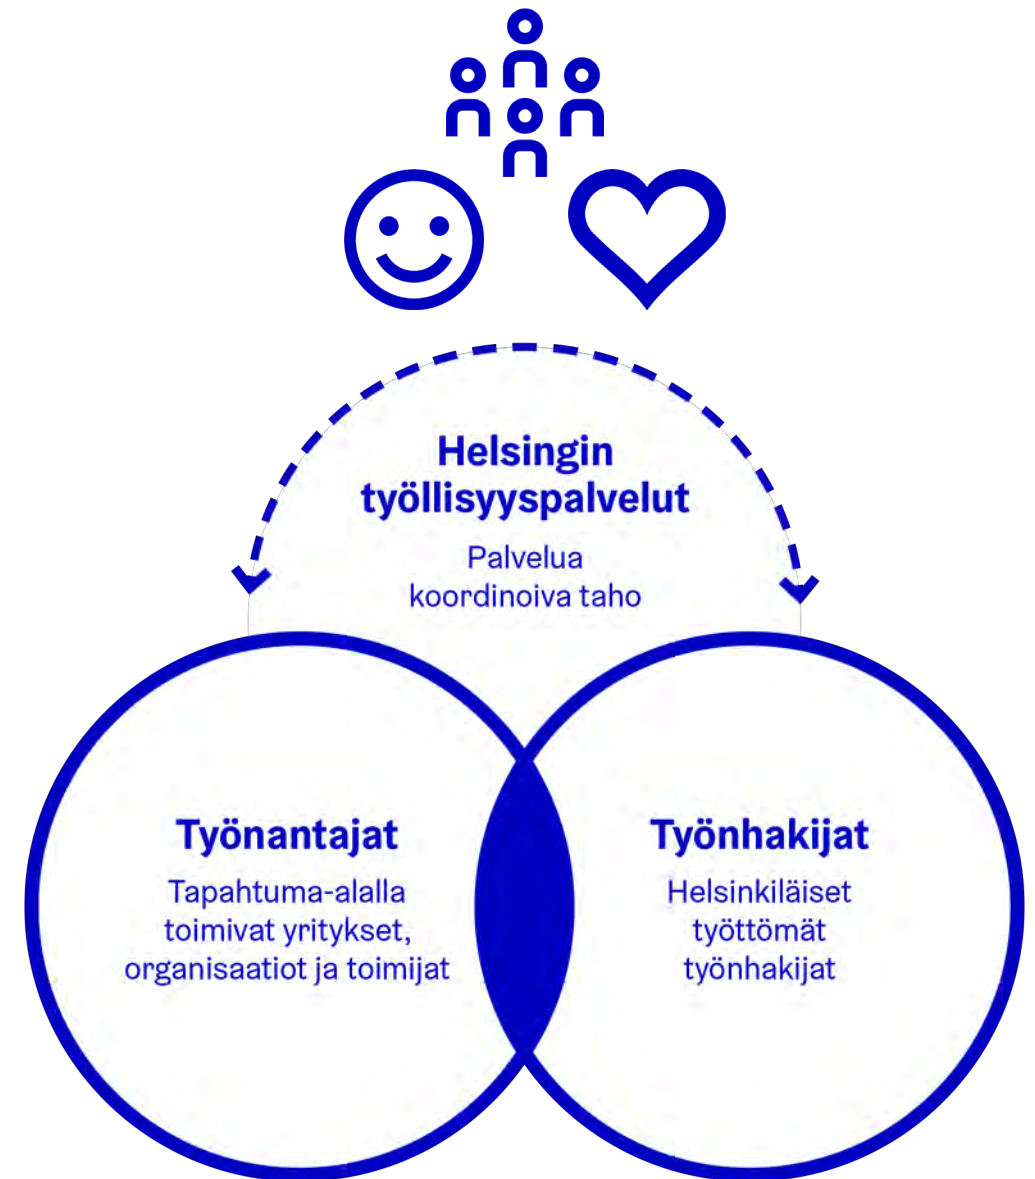 Helsingin
työllisyyspalvelut
Palvelua
koordinoiva taho
Työnantajat
Tapahtuma-alalla
toimivat yritykset,
organisaatiot ja toimijat
Työnhakijat
Helsinkiläiset
työttömät
työnhakijat